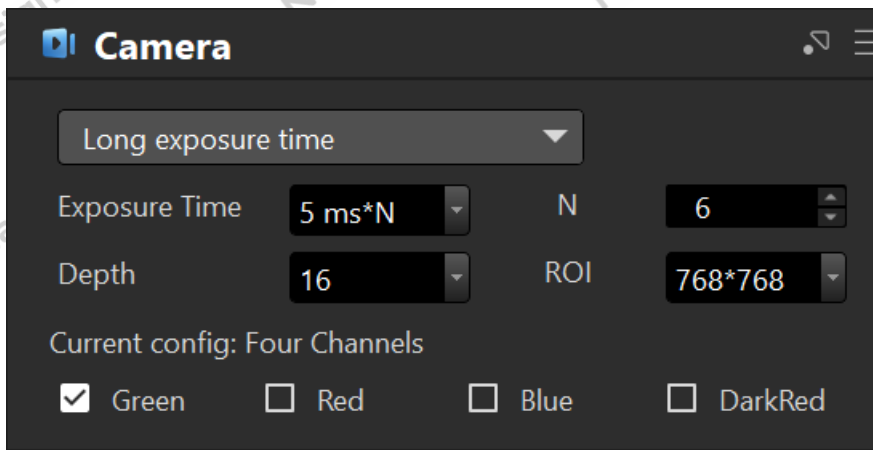 Camera
Long exposure time
Exposure Time 5 ms*N N 6
Depth 16 ROI 768*768
Current config: Four Channels
Green Red Blue DarkRed